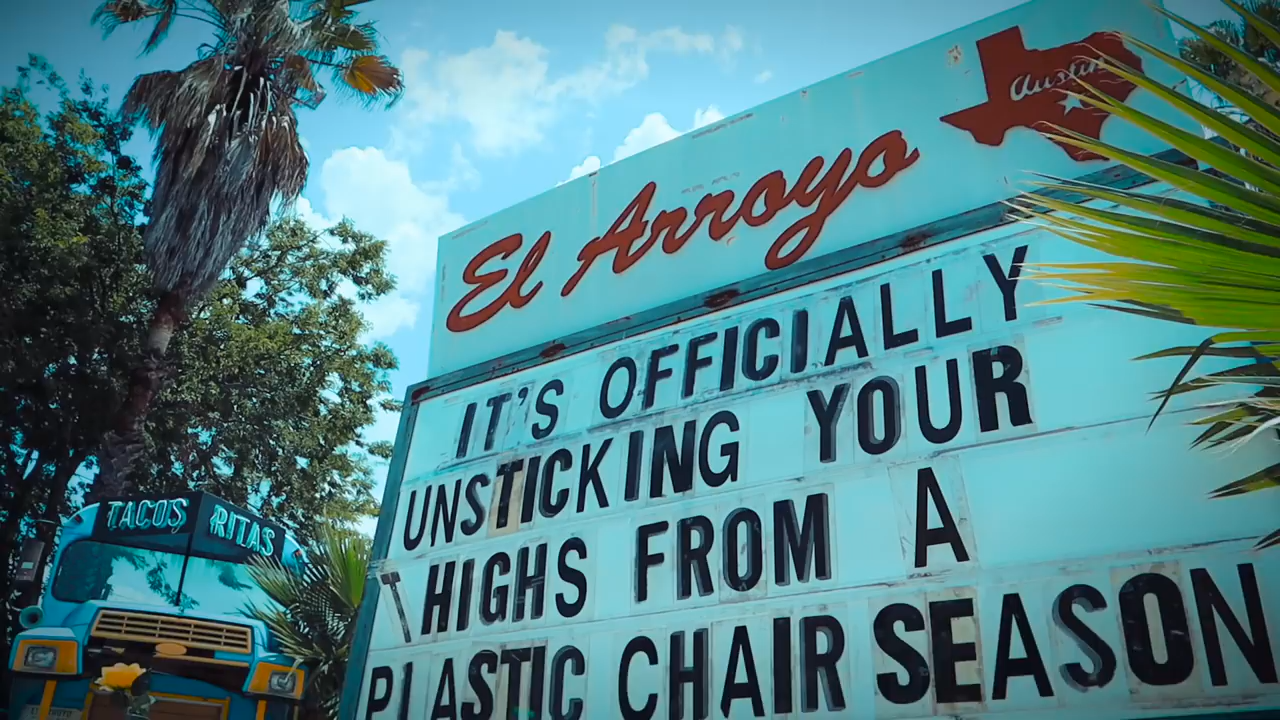 Austin
El Arroyo
IT'S OFFICIALLY
UNSTICKING YOUR
THIGHS FROM A
PLASTIC CHAIR SEASON
TACOS RITAS